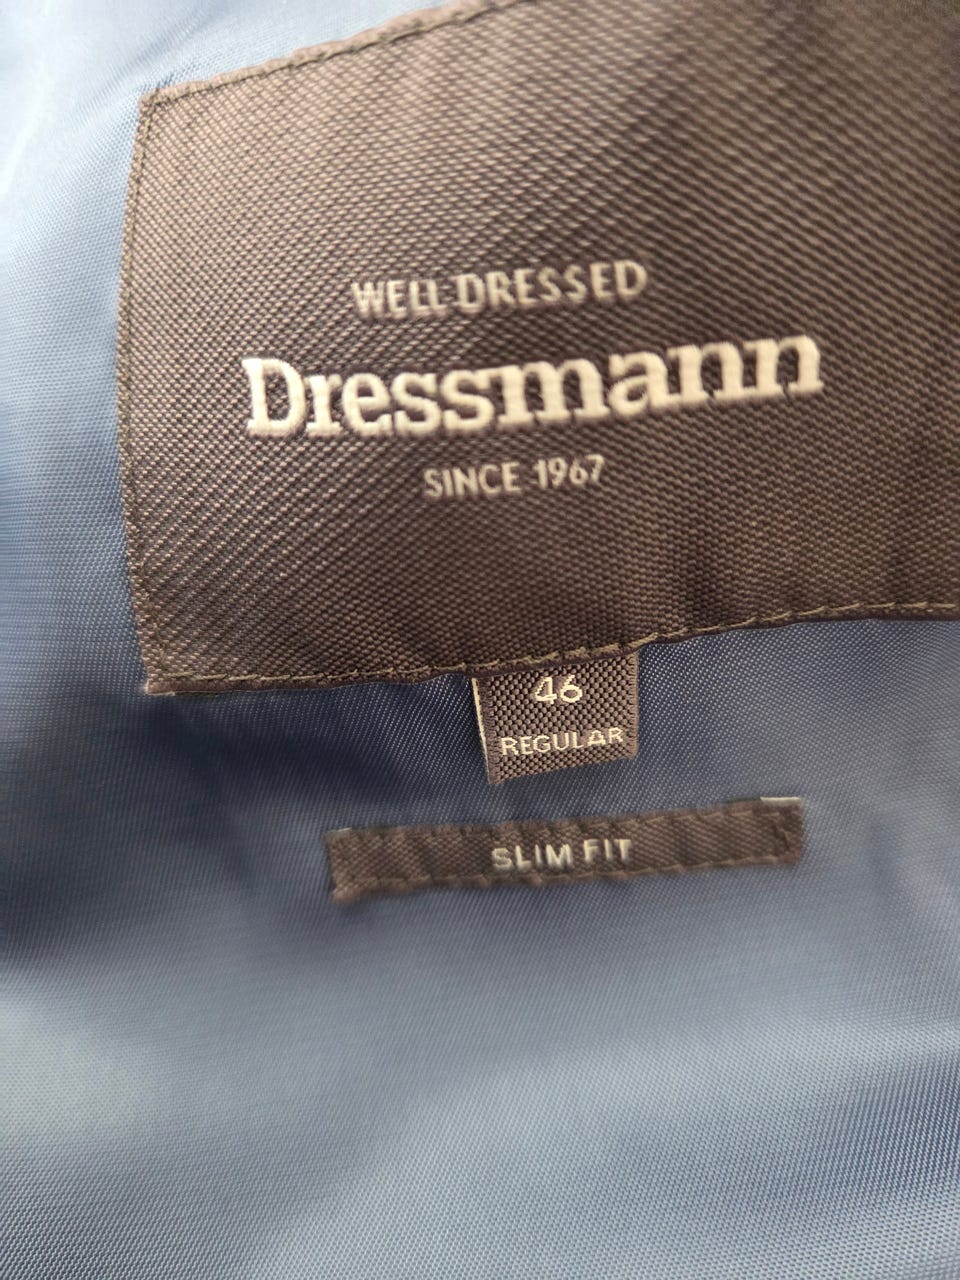 WELL DRESSED
Dressmann
SINCE 1967
46
REGULAR
SLIM FIT